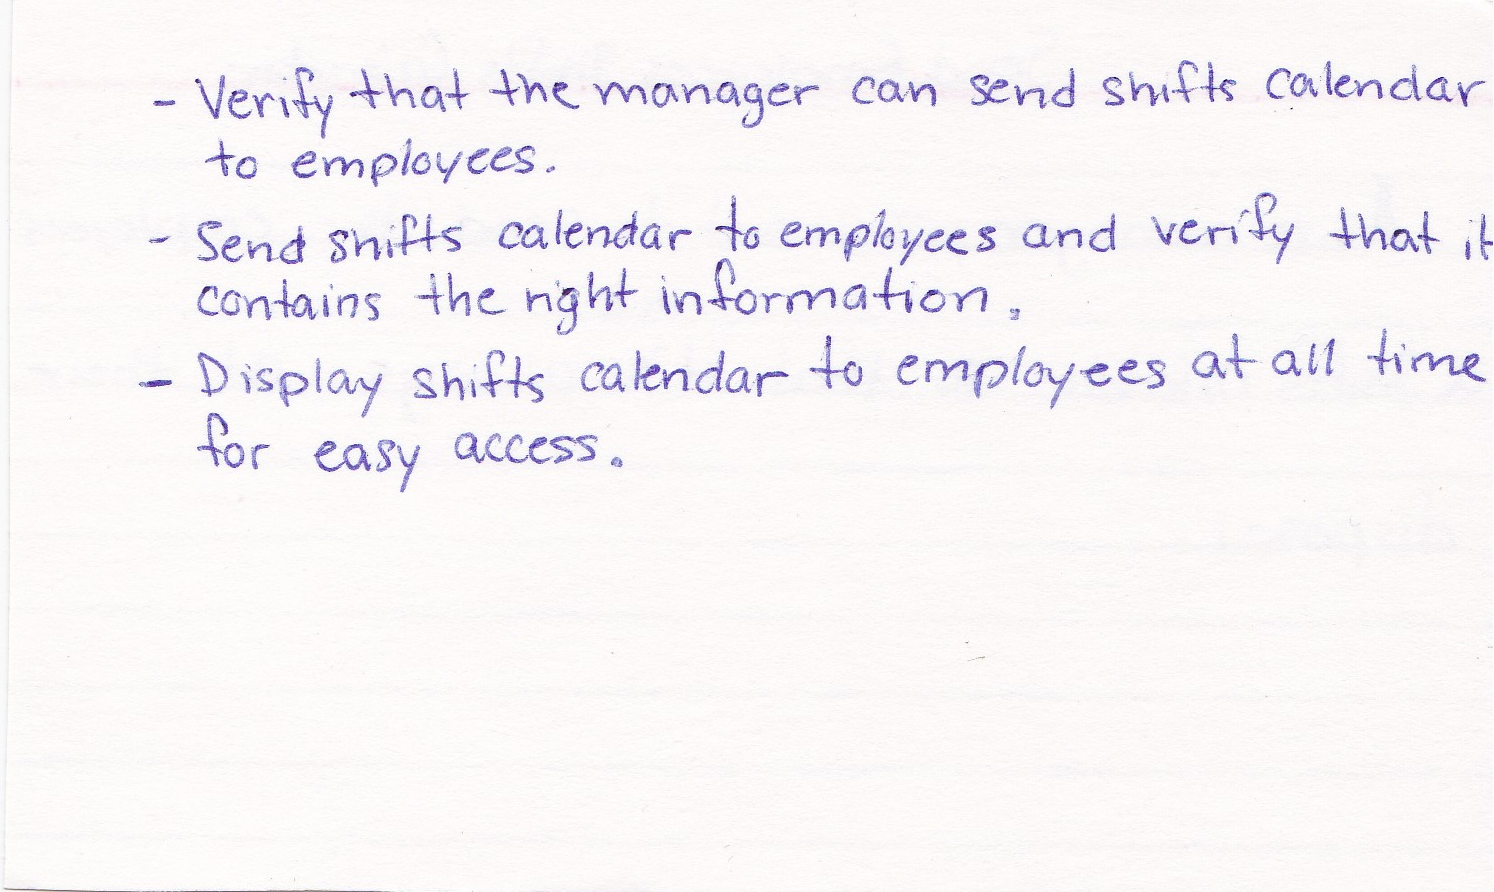 - Verify that the manager can send shifts calendar
to employees.
- Send shifts calendar to employees and verify that it
contains the right information.
- Display shifts calendar to employees at all time
for easy access.